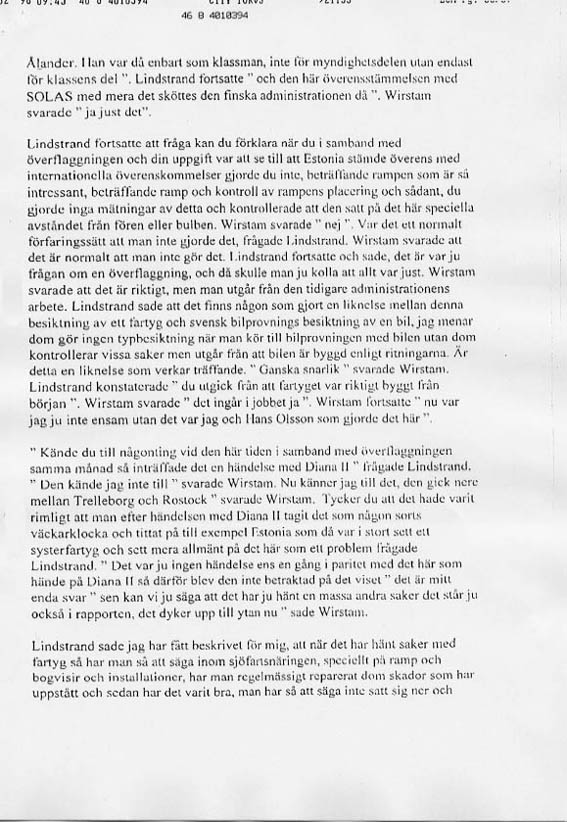 46 8 4010394
46 8 4010394
Ålander. Han var då enbart som klassman, inte för myndighetsdelen utan endast
för klassens del ”. Lindstrand fortsatte ” och den här överensstämmelsen med
SOLAS med mera det sköttes den finska administrationen då ”. Wirstam
svarade ” ja just det”.
Lindstrand fortsatte att fråga kan du förklara när du i samband med
överflaggningen och din uppgift var att se till att Estonia stämde överens med
internationella överenskommelser gjorde du inte, beträffande rampen som är så
intressant, beträffande ramp och kontroll av rampens placering och sådant, du
gjorde inga mätningar av detta och kontrollerade att den satt på det här speciella
avståndet från fören eller bulben. Wirstam svarade ” nej ”. Var det ett normalt
förfaringssätt att man inte gjorde det, frågade Lindstrand. Wirstam svarade att
det är normalt att man inte gör det. Lindstrand fortsatte och sade, det är var ju
frågan om en överflaggning, och då skulle man ju kolla att allt var just. Wirstam
svarade att det är riktigt, men man utgår från den tidigare administrationens
arbete. Lindstrand sade att det finns någon som gjort en liknelse mellan denna
besiktning av ett fartyg och svensk bilprovnings besiktning av en bil, jag menar
dom gör ingen typbesiktning när man kör till bilprovningen med bilen utan dom
kontrollerar vissa saker men utgår från att bilen är byggd enligt ritningarna. Är
detta en liknelse som verkar träffande. ” Ganska snarlik ” svarade Wirstam.
Lindstrand konstaterade ” du utgick från att fartyget var riktigt byggt från
början ”. Wirstam svarade ” det ingår i jobbet ja ”. Wirstam fortsatte ” nu var
jag ju inte ensam utan det var jag och Hans Olsson som gjorde det här ”.
” Kände du till någonting vid den här tiden i samband med överflaggningen
samma månad så inträffade det en händelse med Diana II ” frågade Lindstrand.
” Den kände jag inte till ” svarade Wirstam. Nu känner jag till det, den gick nere
mellan Trelleborg och Rostock ” svarade Wirstam. Tycker du att det hade varit
rimligt att man efter händelsen med Diana II tagit det som någon sorts
väckarklocka och tittat på till exempel Estonia som då var i stort sett ett
systerfartyg och sett mera allmänt på det här som ett problem frågade
Lindstrand. ” Det var ju ingen händelse ens en gång i paritet med det här som
hände på Diana II så därför blev den inte betraktad på det viset ” det är mitt
enda svar ” sen kan vi ju säga att det har ju hänt en massa andra saker det står ju
också i rapporten, det dyker upp till ytan nu ” sade Wirstam.
Lindstrand sade jag har fått beskrivet för mig, att när det har hänt saker med
fartyg så har man så att säga inom sjöfartsnäringen, speciellt på ramp och
bogvisir och installationer, har man regelmässigt reparerat dom skador som har
uppstått och sedan har det varit bra, man har så att säga inte satt sig ner och